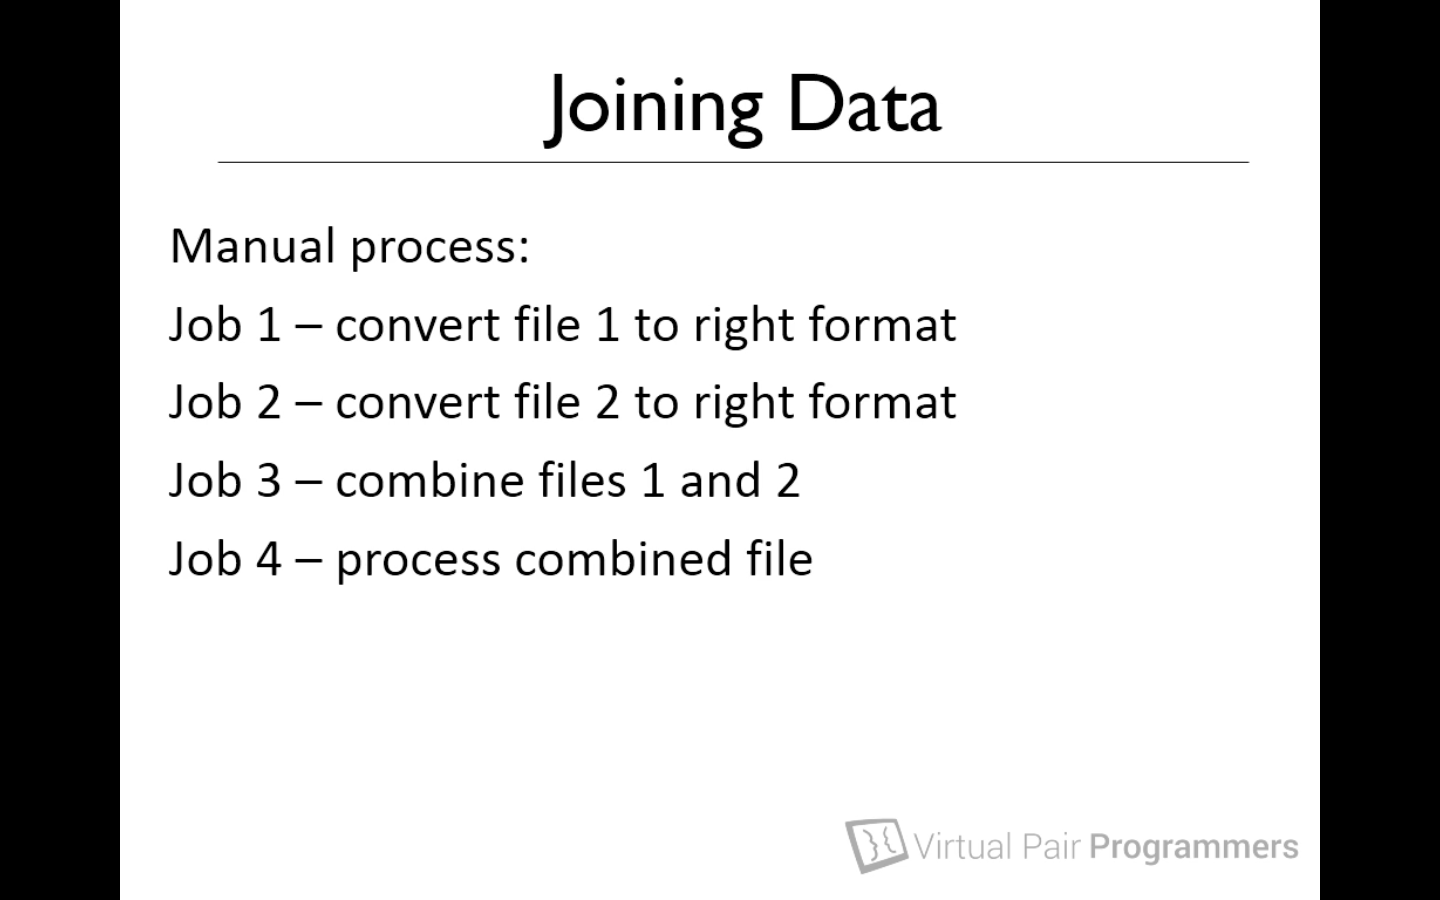 Joining Data
Manual process:
Job 1 – convert file 1 to right format
Job 2 – convert file 2 to right format
Job 3 – combine files 1 and 2
Job 4 – process combined file
Virtual Pair Programmers